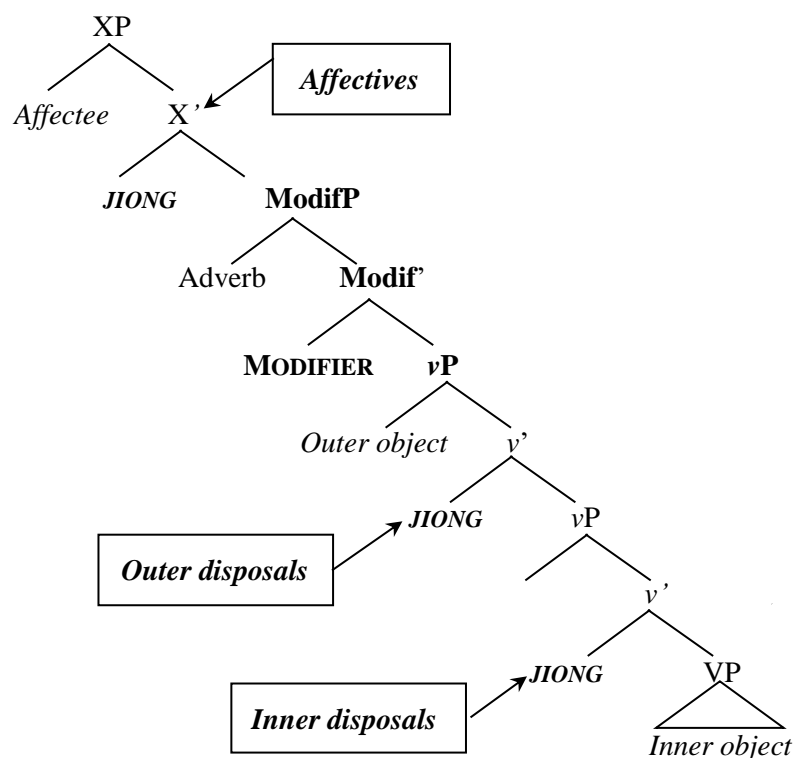 XP
Affectives
Affectee X’
JIONG ModifP
Adverb Modif’
MODIFIER vP
Outer object v’
JIONG vP
Outer disposals
v’
JIONG VP
Inner disposals
Inner object